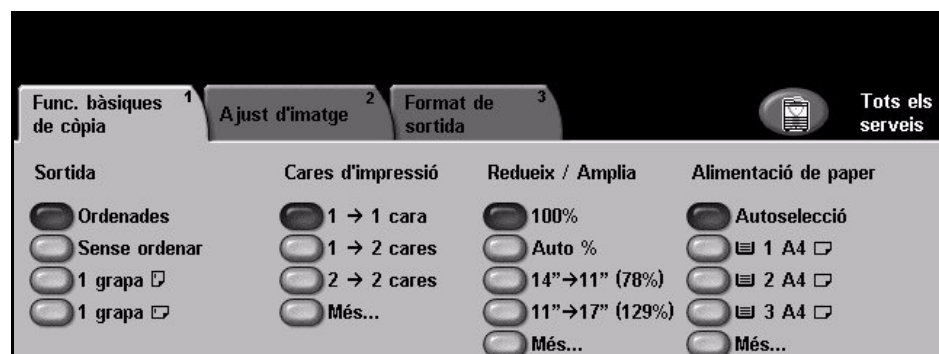 Func. bàsiques 1
de còpia
Ajust d'imatge 2
Format de 3
sortida
Tots els
serveis
Sortida
Ordenades
Sense ordenar
1 grapa
1 grapa
Cares d'impressió
1 → 1 cara
1 → 2 cares
2 → 2 cares
Més...
Redueix / Amplia
100%
Auto %
14”→11” (78%)
11”→17” (129%)
Més...
Alimentació de paper
Autoselecció
1 A4
2 A4
3 A4
Més...